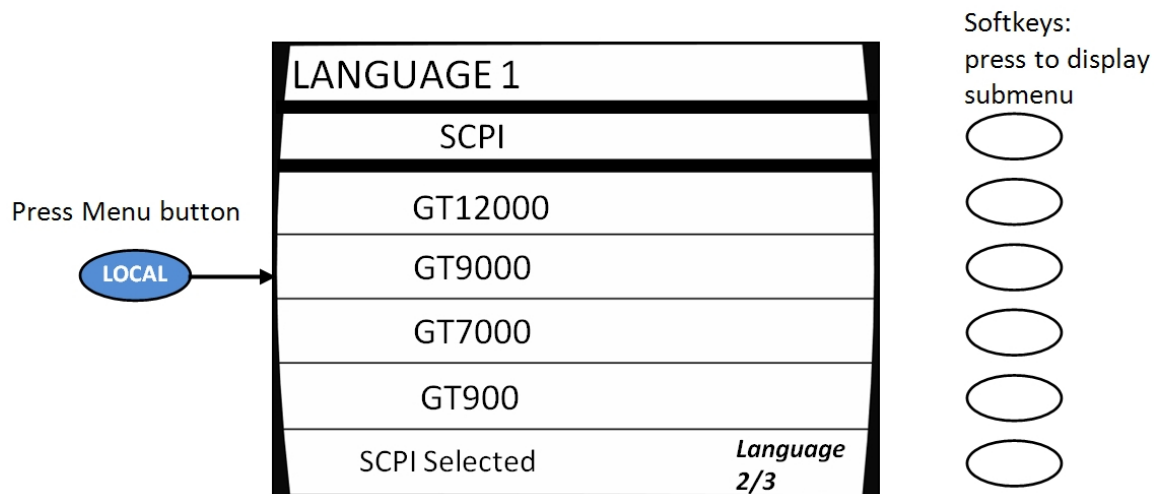 Softkeys:
press to display
submenu
LANGUAGE 1
SCPI
GT12000
Press Menu button
GT9000
LOCAL
GT7000
GT900
SCPI Selected
Language
2/3